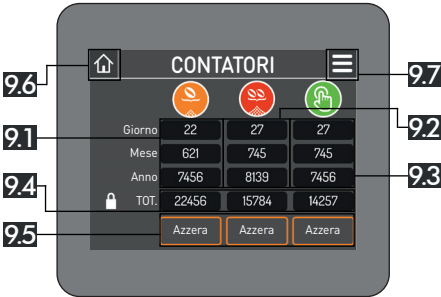 CONTATORI
9.6
9.7
9.1
Giorno 22 27 27
9.2
Mese 621 745 745
Anno 7456 8139 7456
9.3
9.4
TOT. 22456 15784 14257
9.5
Azzera Azzera Azzera